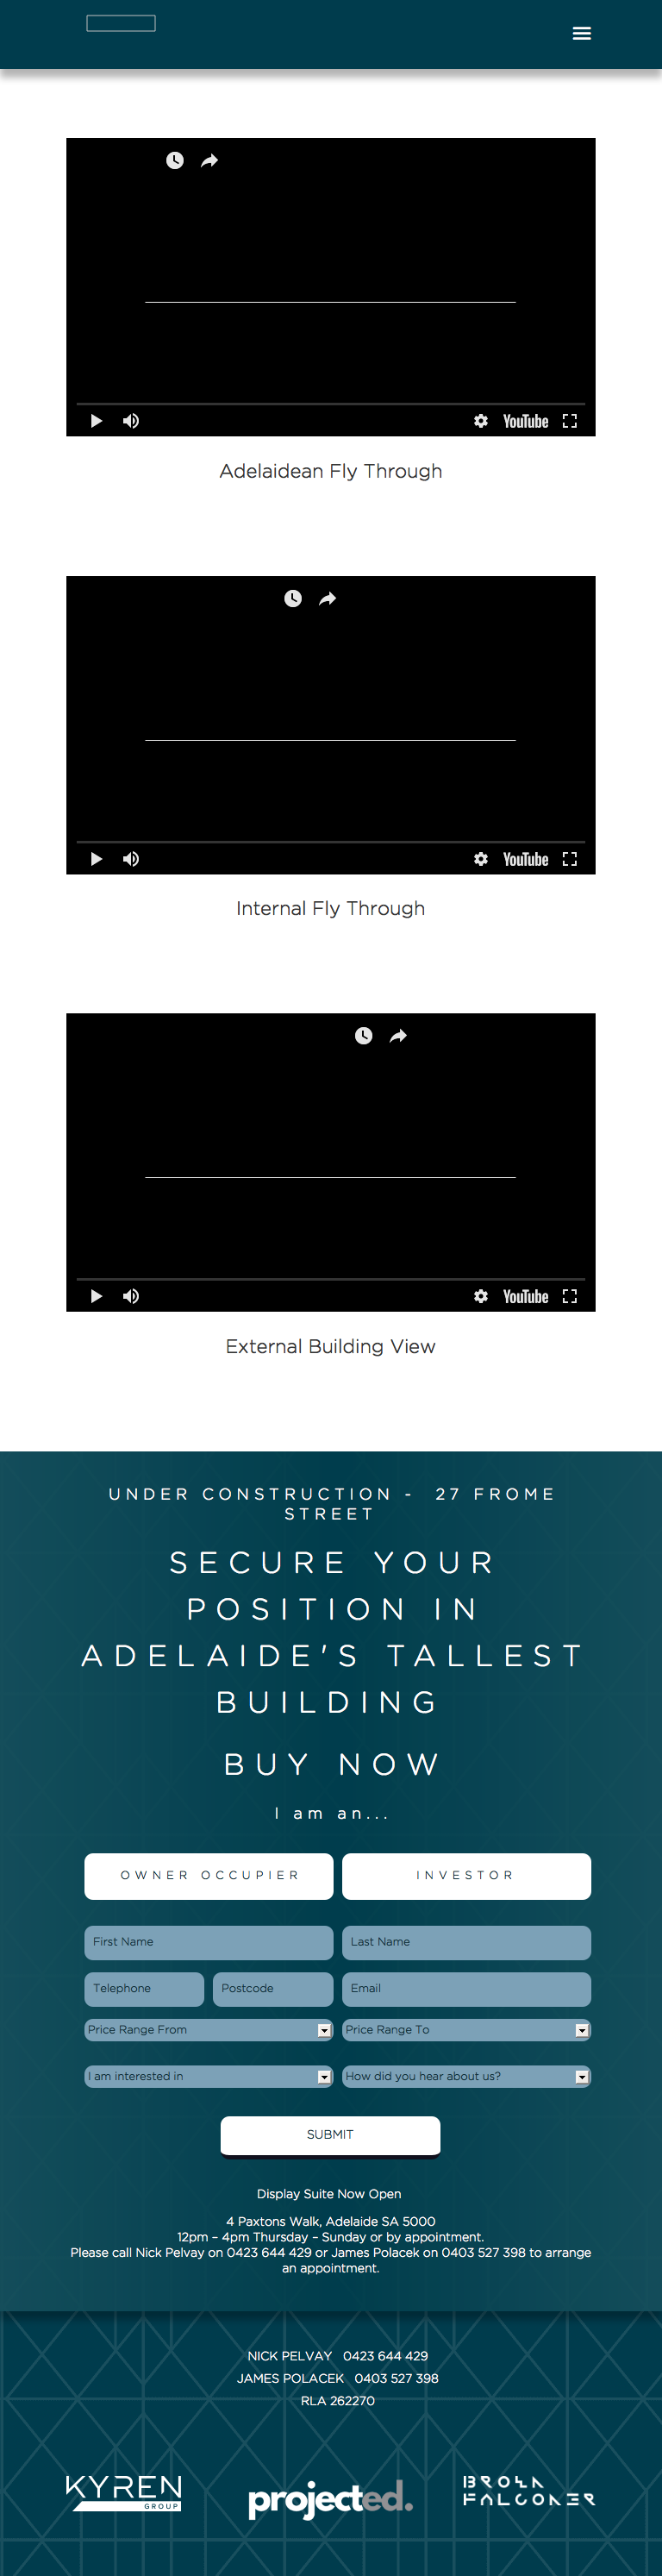 YouTube
Adelaidean Fly Through
YouTube
Internal Fly Through
YouTube
External Building View
UNDER CONSTRUCTION - 27 FROME
STREET
SECURE YOUR
POSITION IN
ADELAIDE'S TALLEST
BUILDING
BUY NOW
I am an...
OWNER OCCUPIER
INVESTOR
First Name
Last Name
Telephone
Postcode
Email
Price Range From
Price Range To
I am interested in
How did you hear about us?
SUBMIT
Display Suite Now Open
4 Paxtons Walk, Adelaide SA 5000
12pm – 4pm Thursday – Sunday or by appointment.
Please call Nick Pelvay on 0423 644 429 or James Polacek on 0403 527 398 to arrange
an appointment.
NICK PELVAY 0423 644 429
JAMES POLACEK 0403 527 398
RLA 262270
KYREN
GROUP
projected.
BROWN
FALCONER